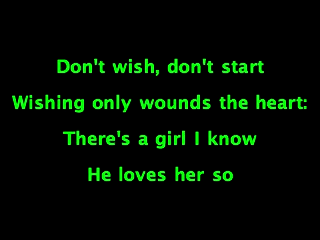 Don't wish, don't start
Wishing only wounds the heart:
There's a girl I know
He loves her so